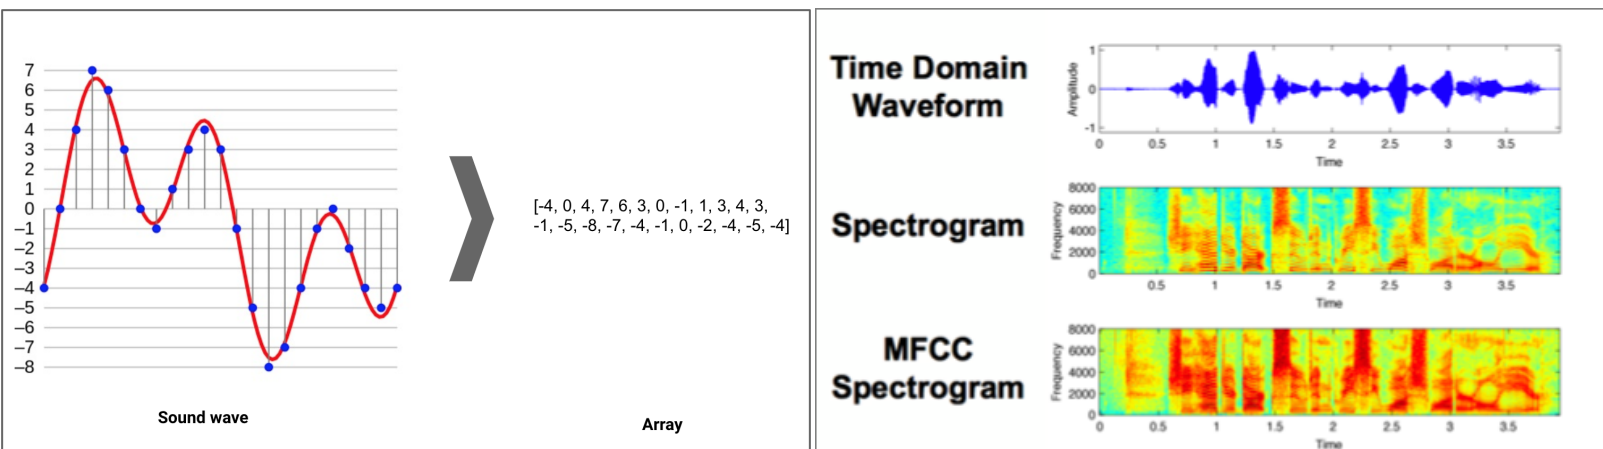 7
6
5
4
3
2
1
0
–1
–2
–3
–4
–5
–6
–7
–8
Sound wave
[-4, 0, 4, 7, 6, 3, 0, -1, 1, 3, 4, 3,
-1, -5, -8, -7, -4, -1, 0, -2, -4, -5, -4]
Array
Time Domain
Waveform
Amplitude
1
0
-1
0 0.5 1 1.5 2 2.5 3 3.5
Time
Spectrogram
Frequency
8000
6000
4000
2000
0
0.5 1 1.5 2 2.5 3 3.5
Time
MFCC
Spectrogram
Frequency
8000
6000
4000
2000
0
0 0.5 1 1.5 2 2.5 3 3.5
Time